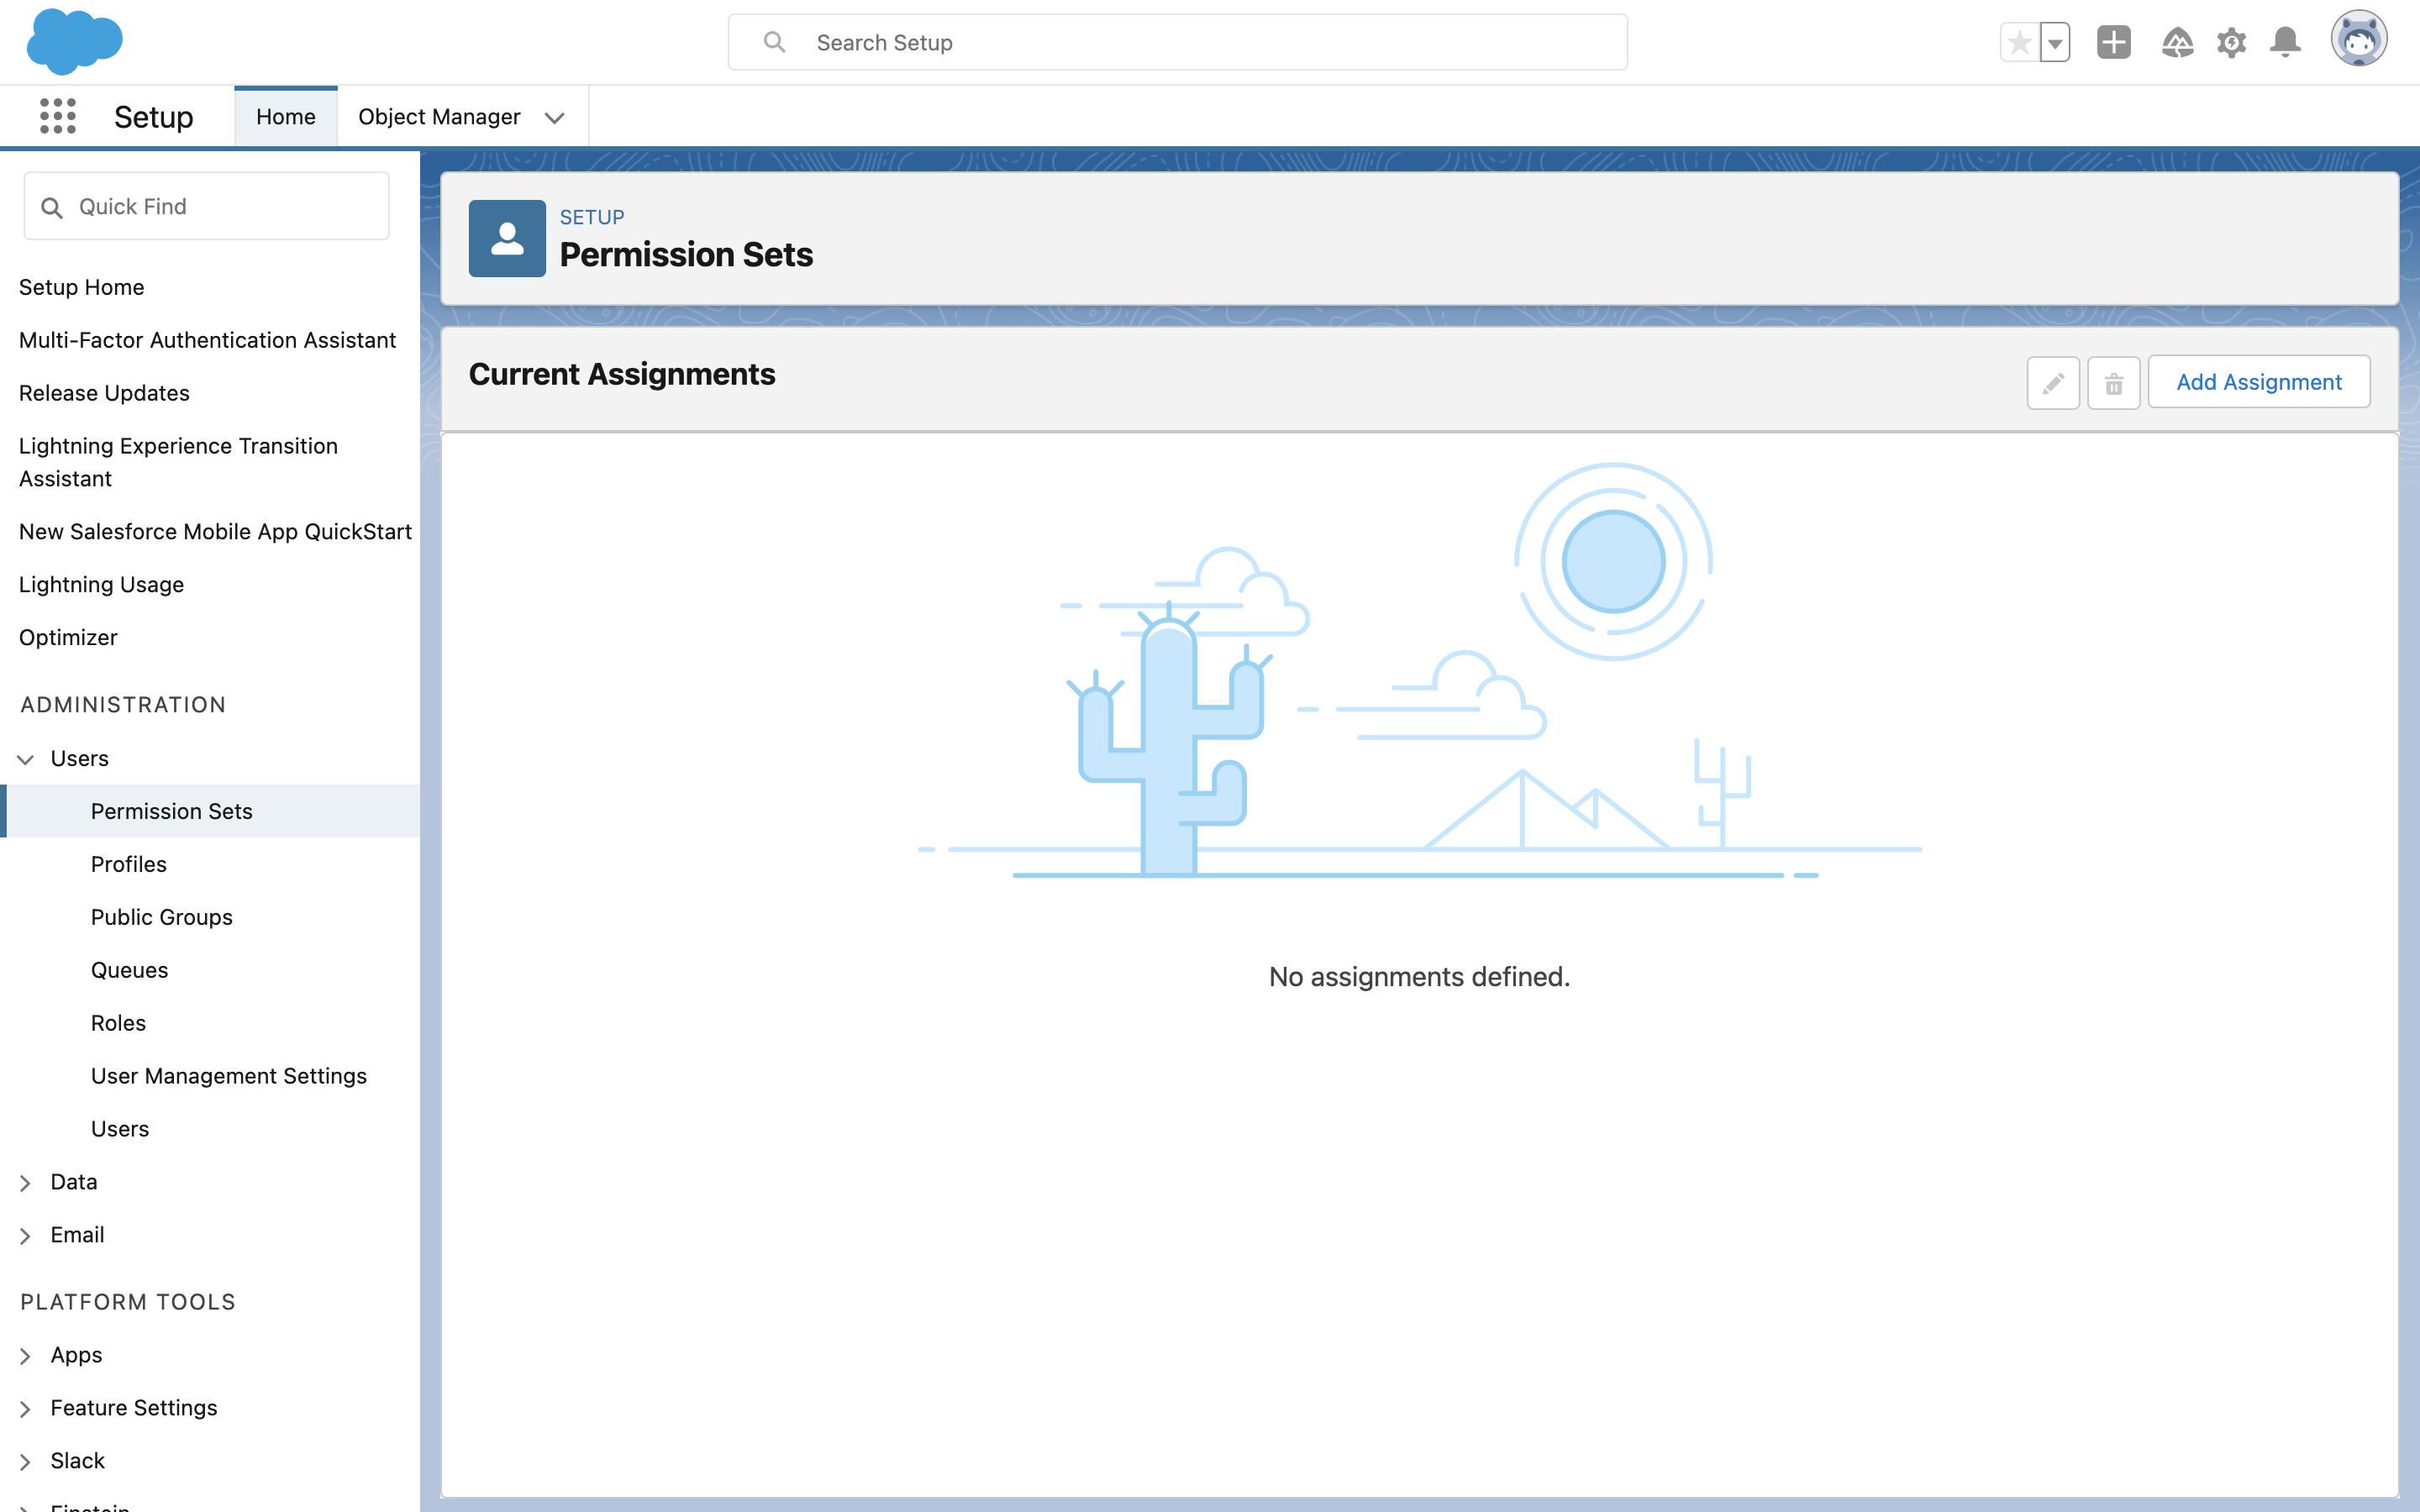 Search Setup
Setup
Home
Object Manager
Quick Find
Setup Home
Multi-Factor Authentication Assistant
Release Updates
Lightning Experience Transition
Assistant
New Salesforce Mobile App QuickStart
Lightning Usage
Optimizer
ADMINISTRATION
Users
Permission Sets
Profiles
Public Groups
Queues
Roles
User Management Settings
Users
Data
Email
PLATFORM TOOLS
Apps
Feature Settings
Slack
Einstein
SETUP
Permission Sets
Current Assignments
Add Assignment
No assignments defined.